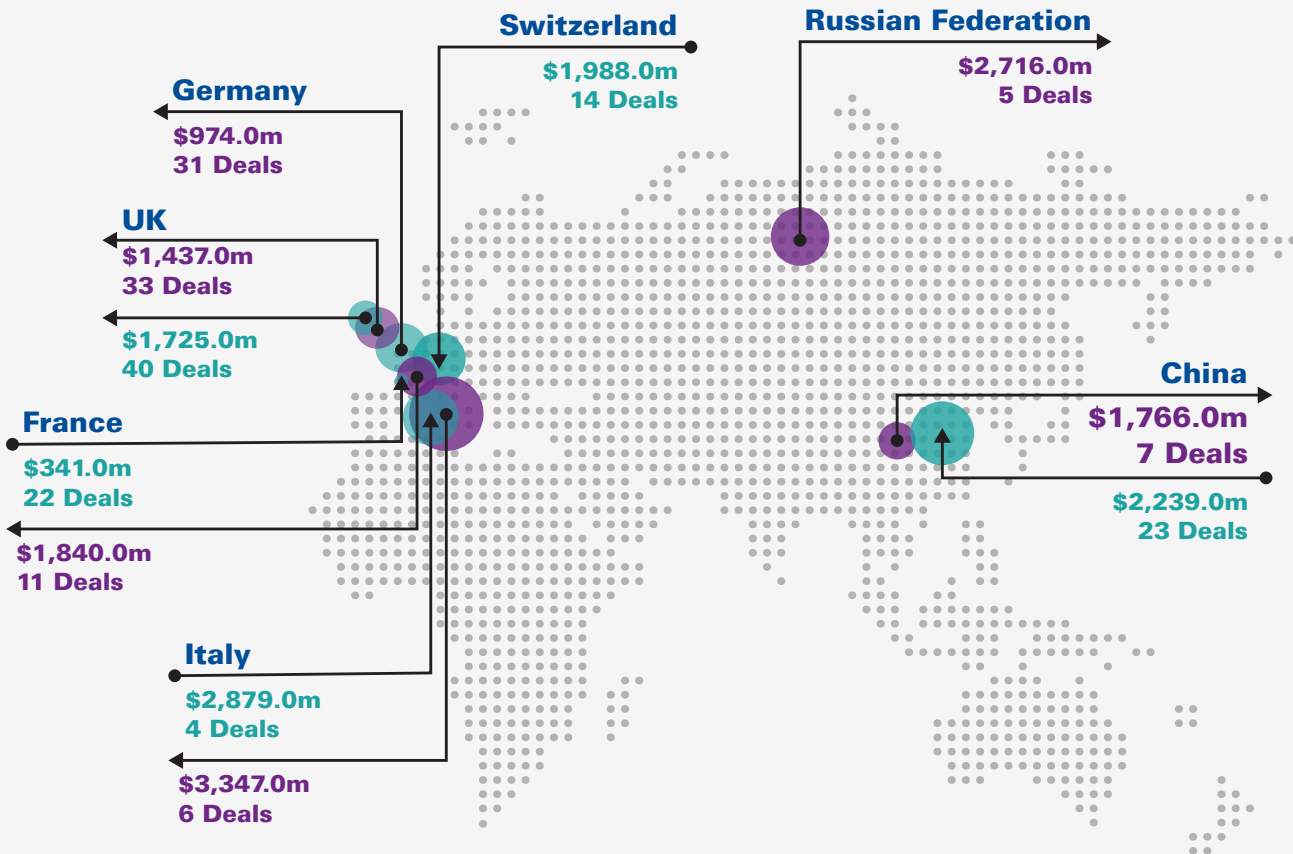 Switzerland
$1,988.0m
14 Deals
Russian Federation
$2,716.0m
5 Deals
Germany
$974.0m
31 Deals
UK
$1,437.0m
33 Deals
$1,725.0m
40 Deals
France
$341.0m
22 Deals
$1,840.0m
11 Deals
China
$1,766.0m
7 Deals
$2,239.0m
23 Deals
Italy
$2,879.0m
4 Deals
$3,347.0m
6 Deals